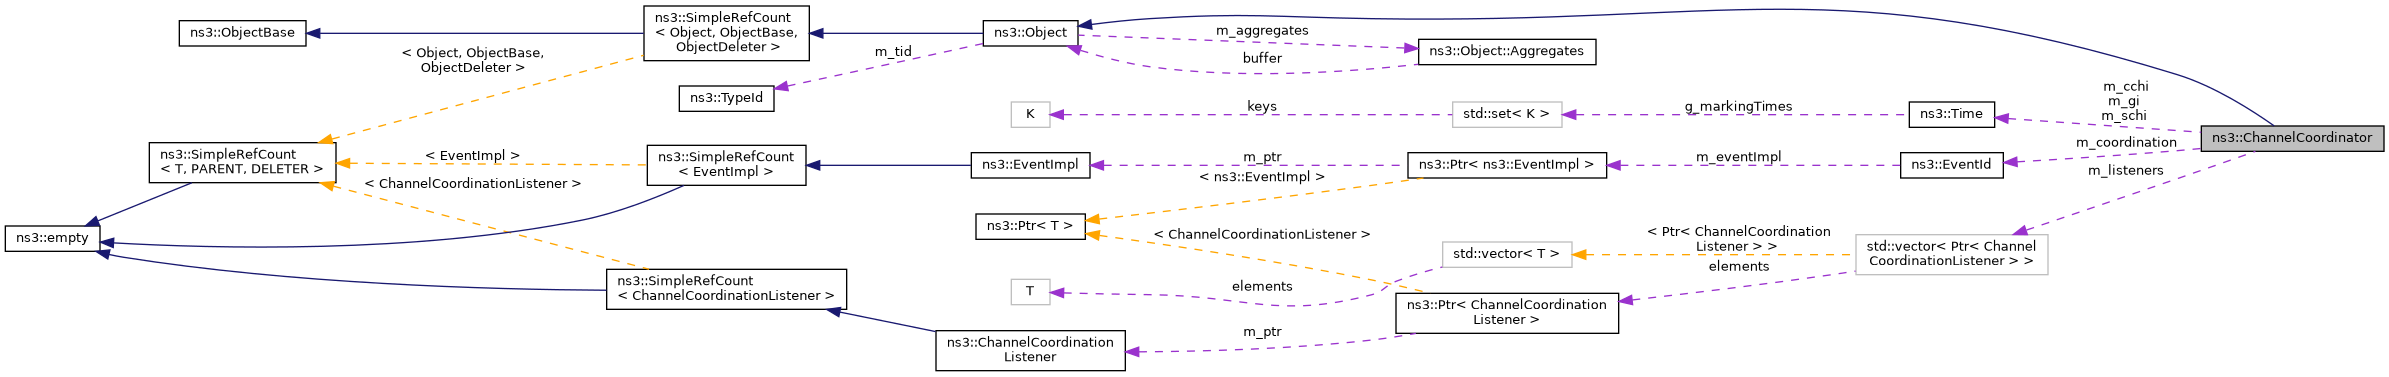 ns3::ObjectBase
ns3::SimpleRefCount
< Object, ObjectBase,
ObjectDeleter >
ns3::Object
< Object, ObjectBase,
ObjectDeleter >
m_tid
m_aggregates
buffer
ns3::Object::Aggregates
ns3::TypeId
K
keys
std::set< K >
g_markingTimes
ns3::Time
m_cchi
m_gi
m_schi
ns3::ChannelCoordinator
ns3::SimpleRefCount
< T, PARENT, DELETER >
< EventImpl >
ns3::SimpleRefCount
< EventImpl >
ns3::EventImpl
m_ptr
ns3::Ptr< ns3::EventImpl >
m_eventImpl
ns3::EventId
m_coordination
m_listeners
< ChannelCoordinationListener >
< ns3::EventImpl >
ns3::empty
ns3::Ptr< T >
< ChannelCoordinationListener >
std::vector< T >
< Ptr< ChannelCoordination
Listener > >
std::vector< Ptr< Channel
CoordinationListener > >
elements
ns3::SimpleRefCount
< ChannelCoordinationListener >
T
elements
ns3::Ptr< ChannelCoordination
Listener >
ns3::ChannelCoordination
Listener
m_ptr